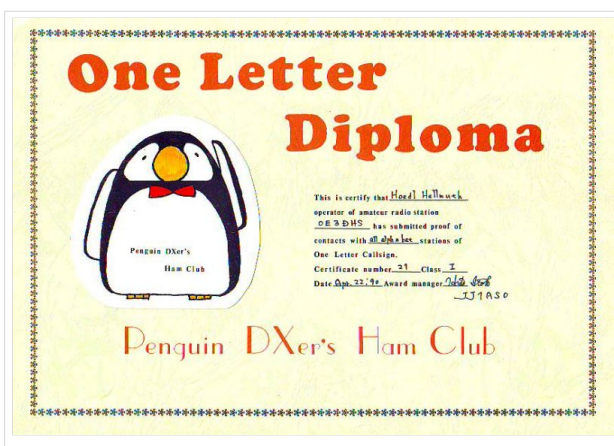 One Letter
Diploma
Penguin DXer's
Ham Club
This is certify that Hoedl Hellmuth
operator of amateur radio station
OE3DHS has submitted proof of
contacts with all alphabet stations of
One Letter Callsign.
Certificate number 29 Class I
Date Apr. 22.'90 Award manager
JJ1ASO
Penguin DXer's Ham Club